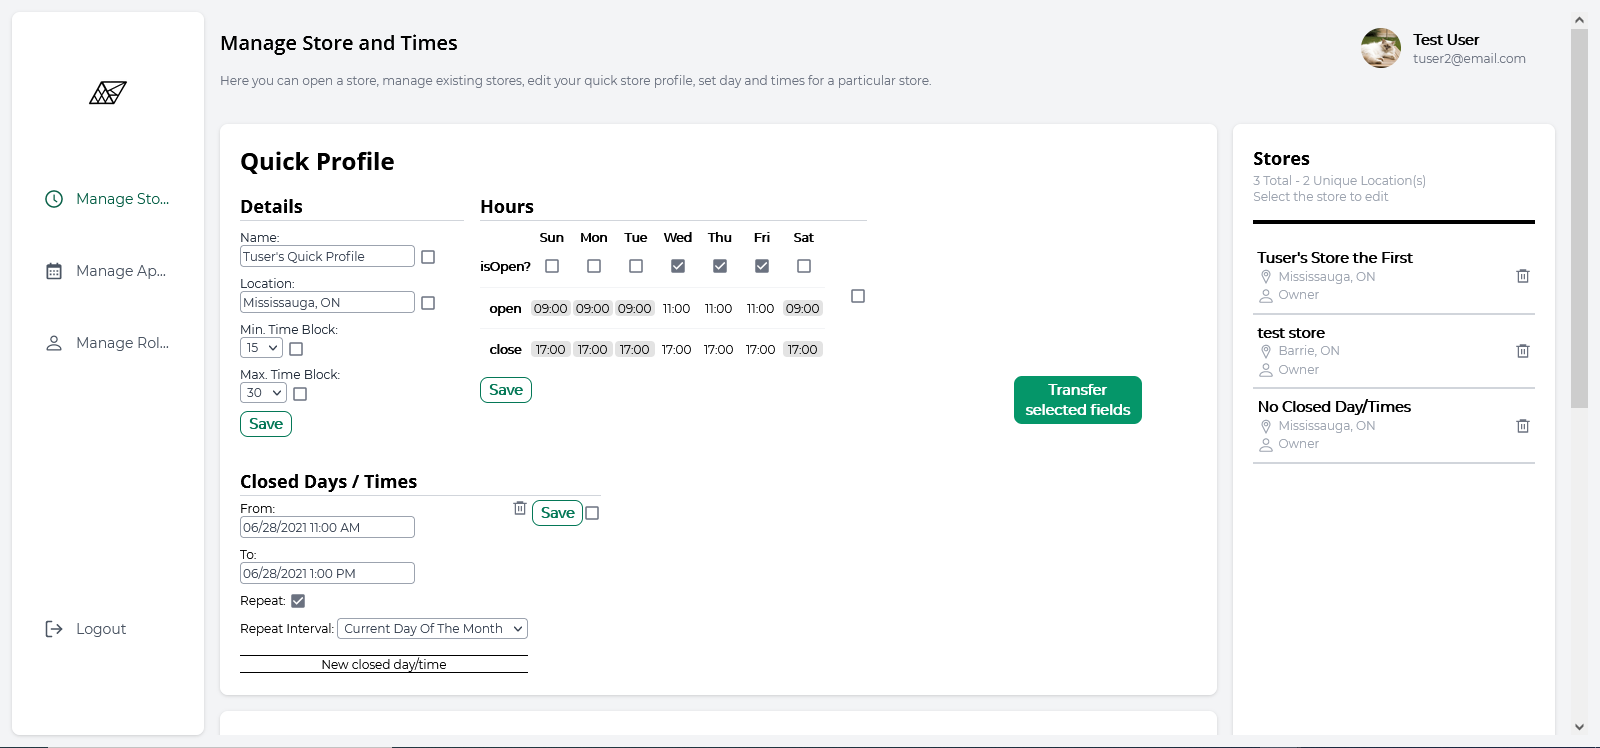 Manage Store and Times
Here you can open a store, manage existing stores, edit your quick store profile, set day and times for a particular store.
Test User
tuser2@email.com
Manage Sto...
Manage Ap...
Manage Rol...
Logout
Quick Profile
Details
Name:
Tuser's Quick Profile
Location:
Mississauga, ON
Min. Time Block:
15
Max. Time Block:
30
Save
Hours
Sun Mon Tue Wed Thu Fri Sat
isOpen?
open 09:00 09:00 09:00 11:00 11:00 11:00 09:00
close 17:00 17:00 17:00 17:00 17:00 17:00 17:00
Save
Transfer
selected fields
Closed Days / Times
From:
06/28/2021 11:00 AM
Save
To:
06/28/2021 1:00 PM
Repeat:
Repeat Interval: Current Day Of The Month
New closed day/time
Stores
3 Total - 2 Unique Location(s)
Select the store to edit
Tuser's Store the First
Mississauga, ON
Owner
test store
Barrie, ON
Owner
No Closed Day/Times
Mississauga, ON
Owner